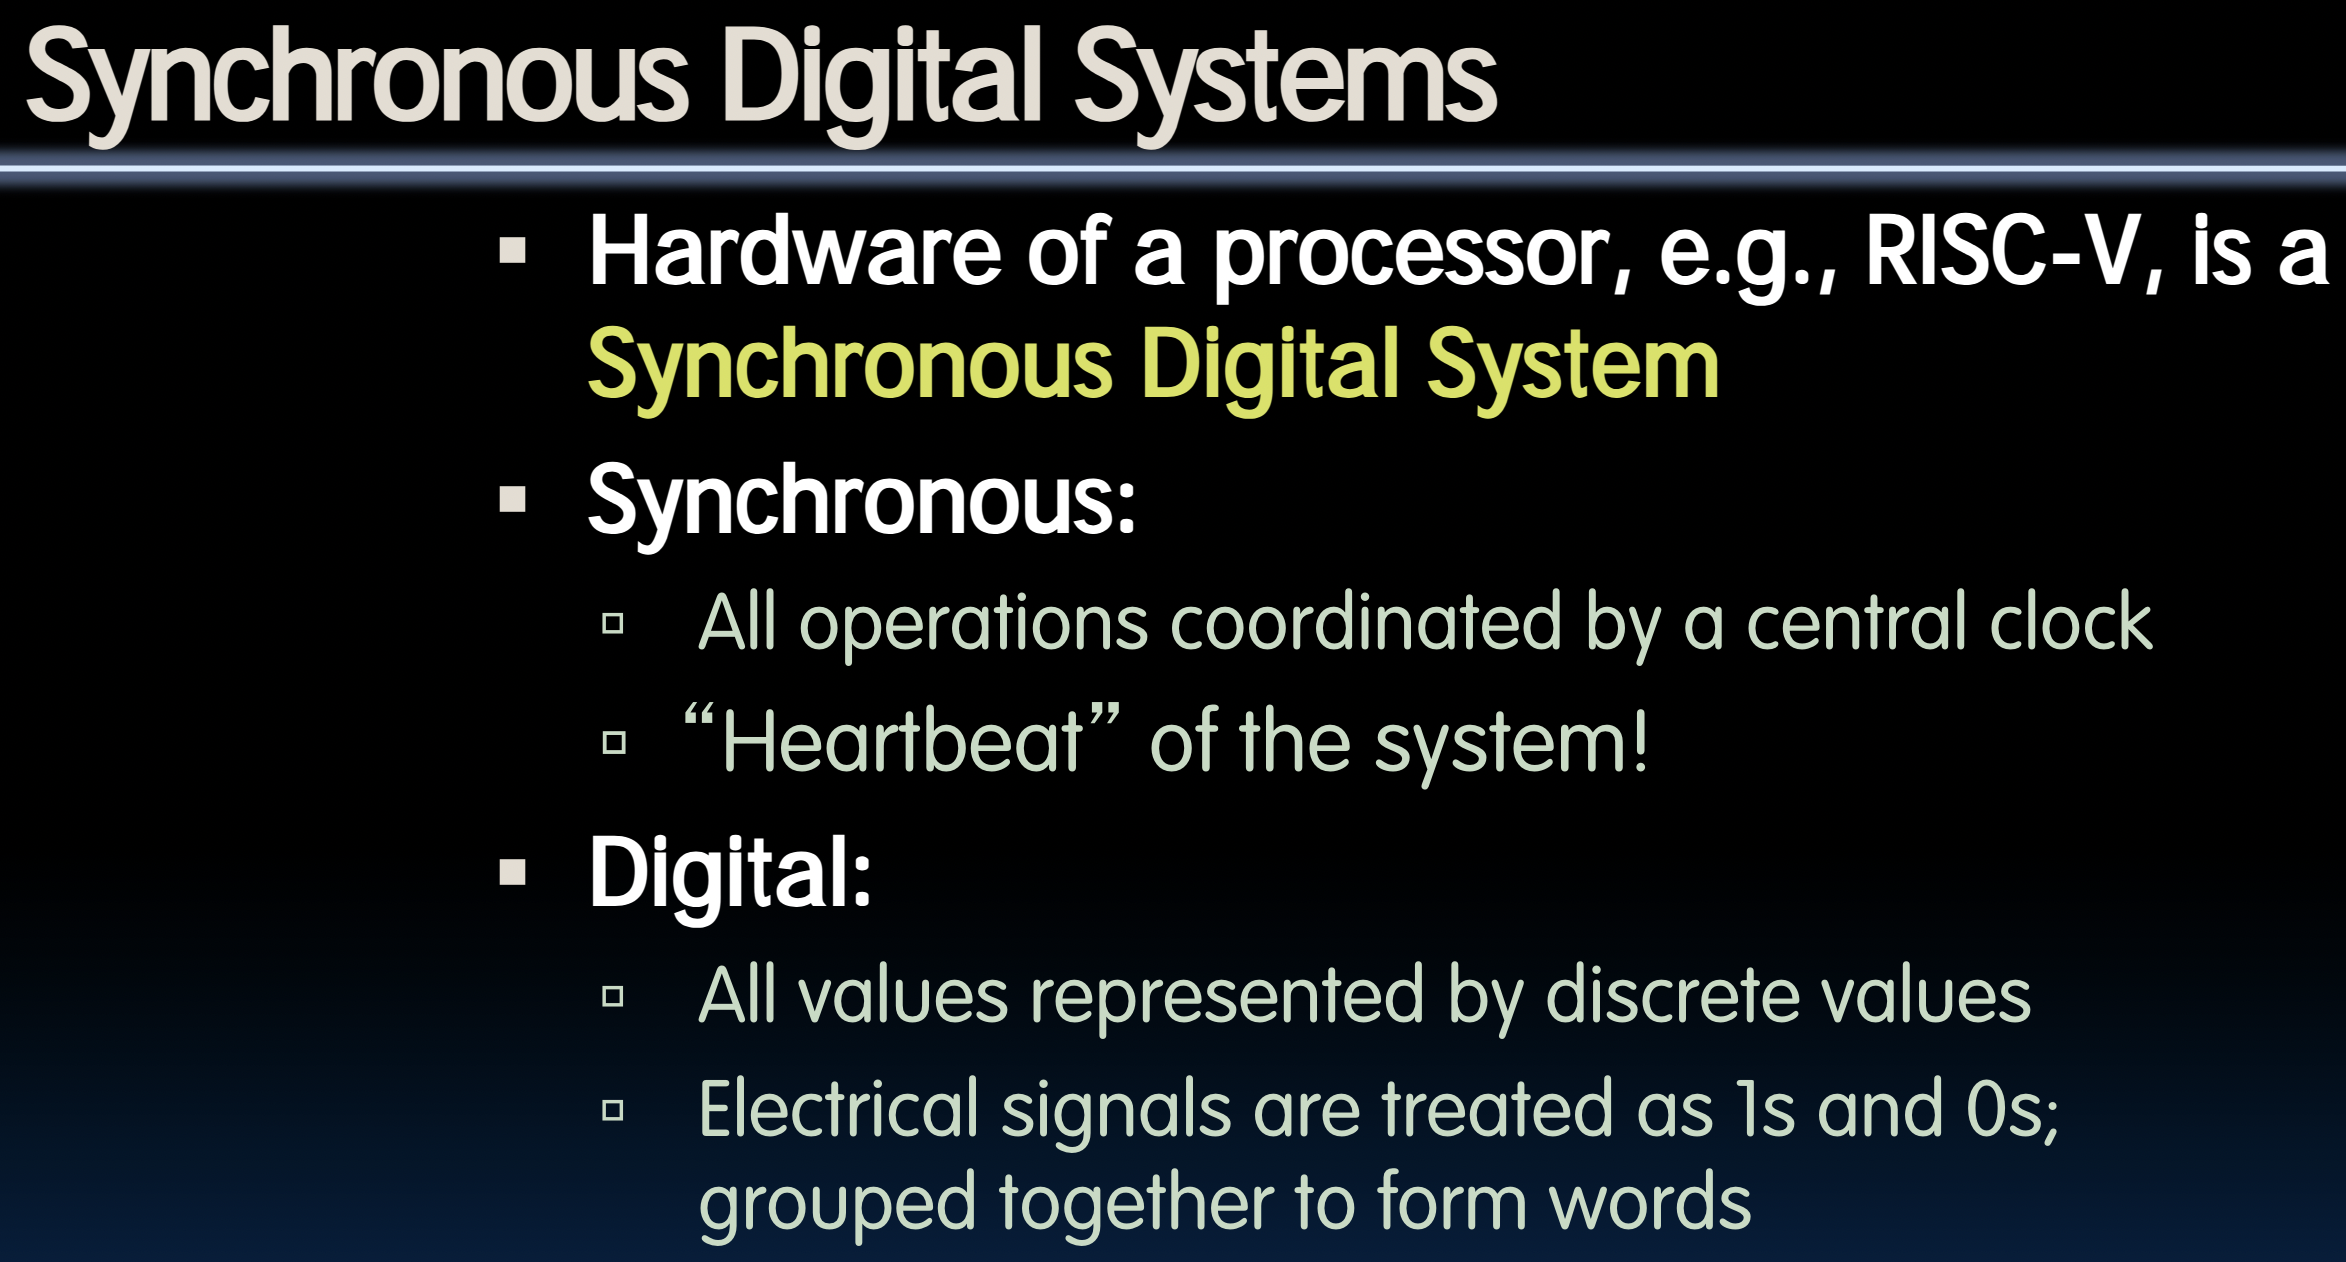 Synchronous Digital Systems
Hardware of a processor, e.g., RISC-V, is a
Synchronous Digital System
Synchronous:
All operations coordinated by a central clock
“Heartbeat” of the system!
Digital:
All values represented by discrete values
Electrical signals are treated as 1s and 0s;
grouped together to form words